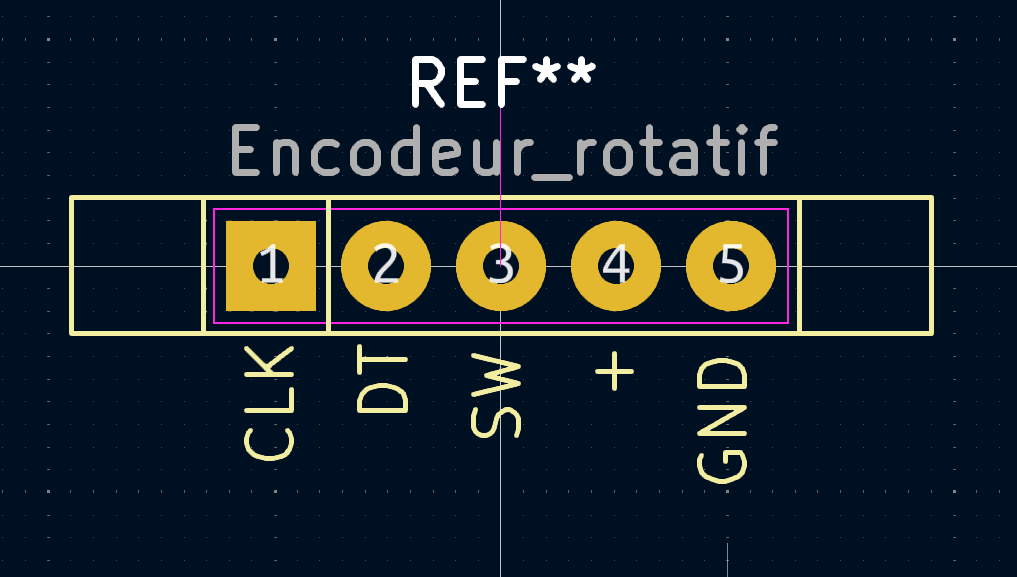 REF**
Encodeur_rotatif
1 2 3 4 5
CLK DT SW + GND